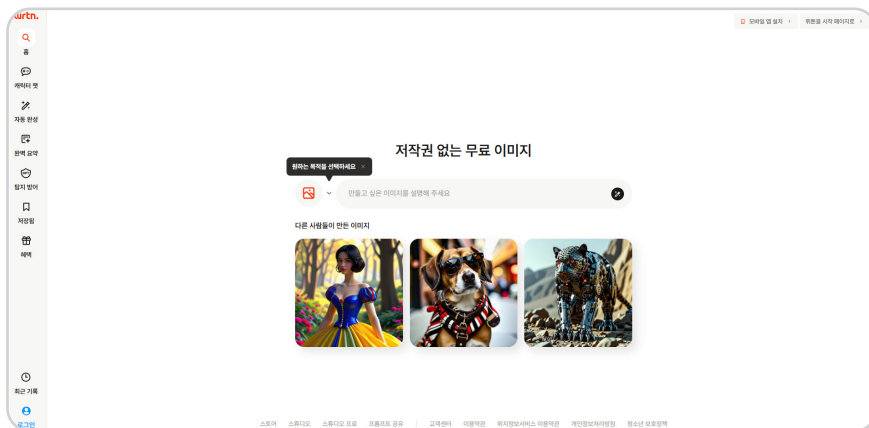 wrtn.
모바일 앱 설치 >
뤼튼을 시작 페이지로 >
홈
캐릭터 챗
자동 완성
완벽 요약
탐지 방어
저장됨
혜택
저작권 없는 무료 이미지
원하는 목적을 선택하세요 ×
만들고 싶은 이미지를 설명해 주세요
다른 사람들이 만든 이미지
최근 기록
로그인
스토어 스튜디오 스튜디오 프로 프롬프트 공유 고객센터 이용약관 위치정보서비스 이용약관 개인정보처리방침 청소년 보호정책